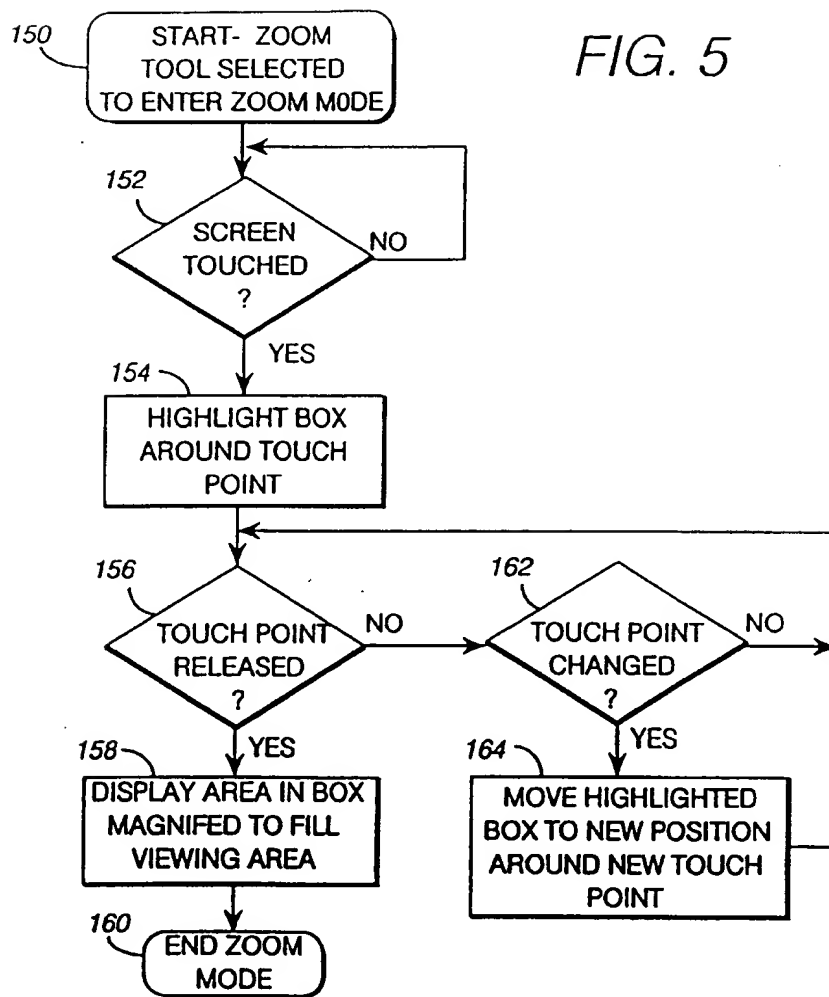 FIG. 5
150
START- ZOOM
TOOL SELECTED
TO ENTER ZOOM MODE
152
SCREEN
TOUCHED
?
NO
YES
154
HIGHLIGHT BOX
AROUND TOUCH
POINT
156
TOUCH POINT
RELEASED
?
NO
YES
162
TOUCH POINT
CHANGED
?
NO
YES
158
DISPLAY AREA IN BOX
MAGNIFED TO FILL
VIEWING AREA
164
MOVE HIGHLIGHTED
BOX TO NEW POSITION
AROUND NEW TOUCH
POINT
160
END ZOOM
MODE